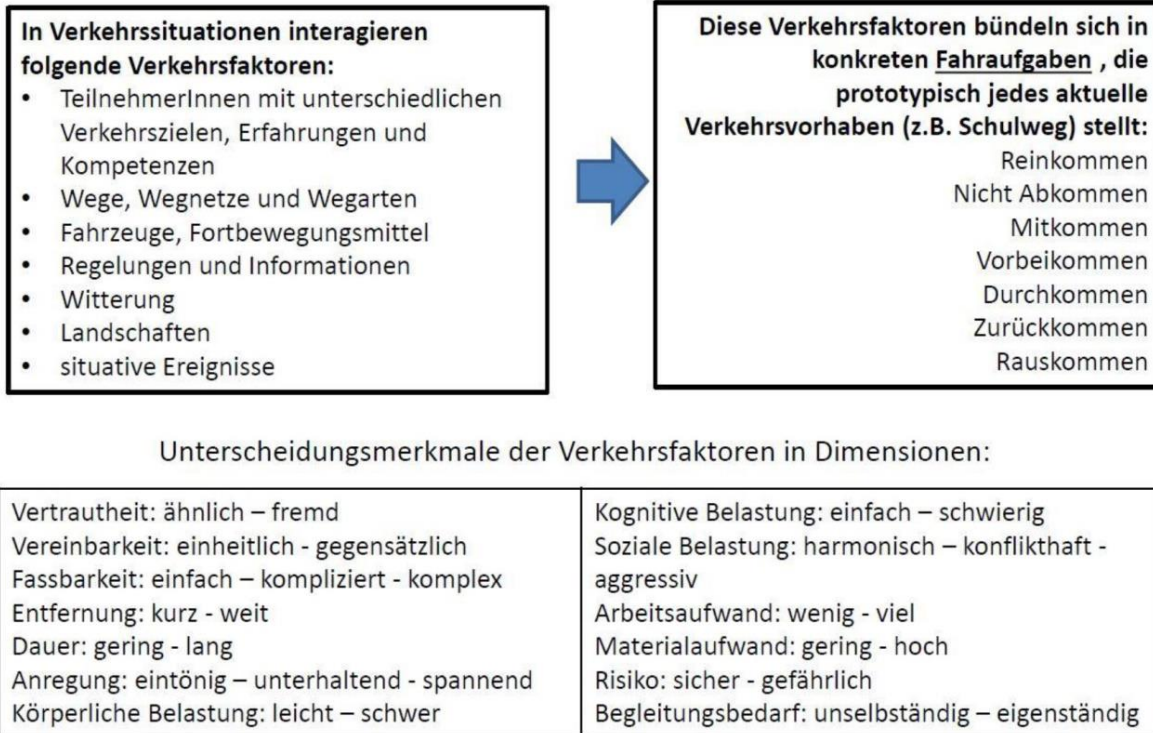 In Verkehrssituationen interagieren
folgende Verkehrsfaktoren:
• TeilnehmerInnen mit unterschiedlichen
Verkehrszielen, Erfahrungen und
Kompetenzen
• Wege, Wegnetze und Wegarten
• Fahrzeuge, Fortbewegungsmittel
• Regelungen und Informationen
• Witterung
• Landschaften
• situative Ereignisse
Diese Verkehrsfaktoren bündeln sich in
konkreten Fahraufgaben , die
prototypisch jedes aktuelle
Verkehrsvorhaben (z.B. Schulweg) stellt:
Reinkommen
Nicht Abkommen
Mitkommen
Vorbeikommen
Durchkommen
Zurückkommen
Rauskommen
Unterscheidungsmerkmale der Verkehrsfaktoren in Dimensionen:
Vertrautheit: ähnlich – fremd
Vereinbarkeit: einheitlich - gegensätzlich
Fassbarkeit: einfach – kompliziert - komplex
Entfernung: kurz - weit
Dauer: gering - lang
Anregung: eintönig – unterhaltend - spannend
Körperliche Belastung: leicht – schwer
Kognitive Belastung: einfach – schwierig
Soziale Belastung: harmonisch – konflikthaft -
aggressiv
Arbeitsaufwand: wenig - viel
Materialaufwand: gering - hoch
Risiko: sicher - gefährlich
Begleitungsbedarf: unselbständig – eigenständig